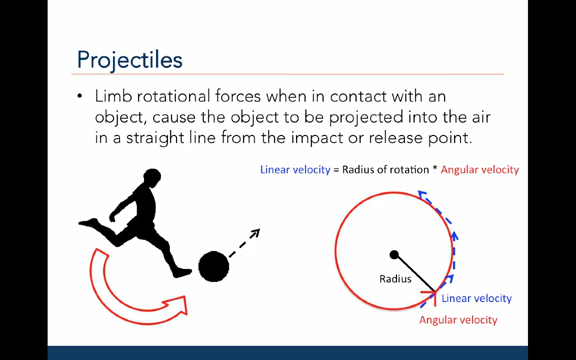 Projectiles
• Limb rotational forces when in contact with an
object, cause the object to be projected into the air
in a straight line from the impact or release point.
Linear velocity = Radius of rotation * Angular velocity
Radius
Linear velocity
Angular velocity